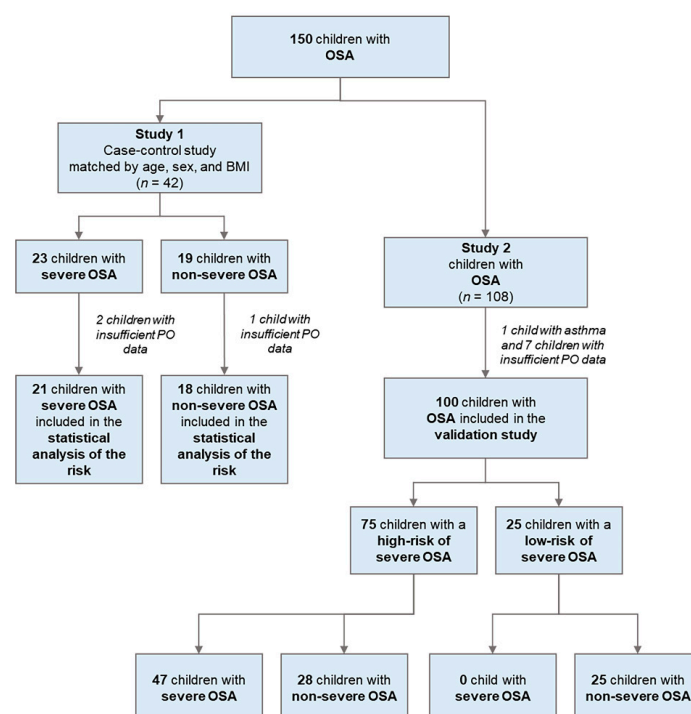 150 children with
OSA
Study 1
Case-control study
matched by age, sex, and BMI
(n = 42)
23 children with
severe OSA
19 children with
non-severe OSA
Study 2
children with
OSA
(n = 108)
2 children with
insufficient PO
data
1 child with
insufficient PO
data
1 child with asthma
and 7 children with
insufficient PO data
21 children with
severe OSA
included in the
statistical
analysis of the
risk
18 children with
non-severe OSA
included in the
statistical
analysis of the
risk
100 children with
OSA included in the
validation study
75 children with a
high-risk of
severe OSA
25 children with a
low-risk of
severe OSA
47 children with
severe OSA
28 children with
non-severe OSA
0 child with
severe OSA
25 children with
non-severe OSA